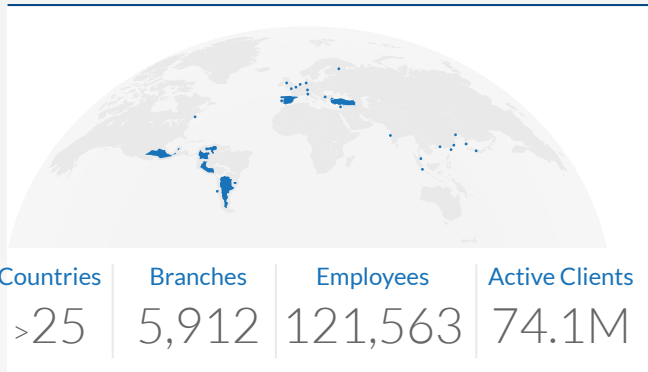 Countries Branches Employees Active Clients
>25 5,912 121,563 74.1M